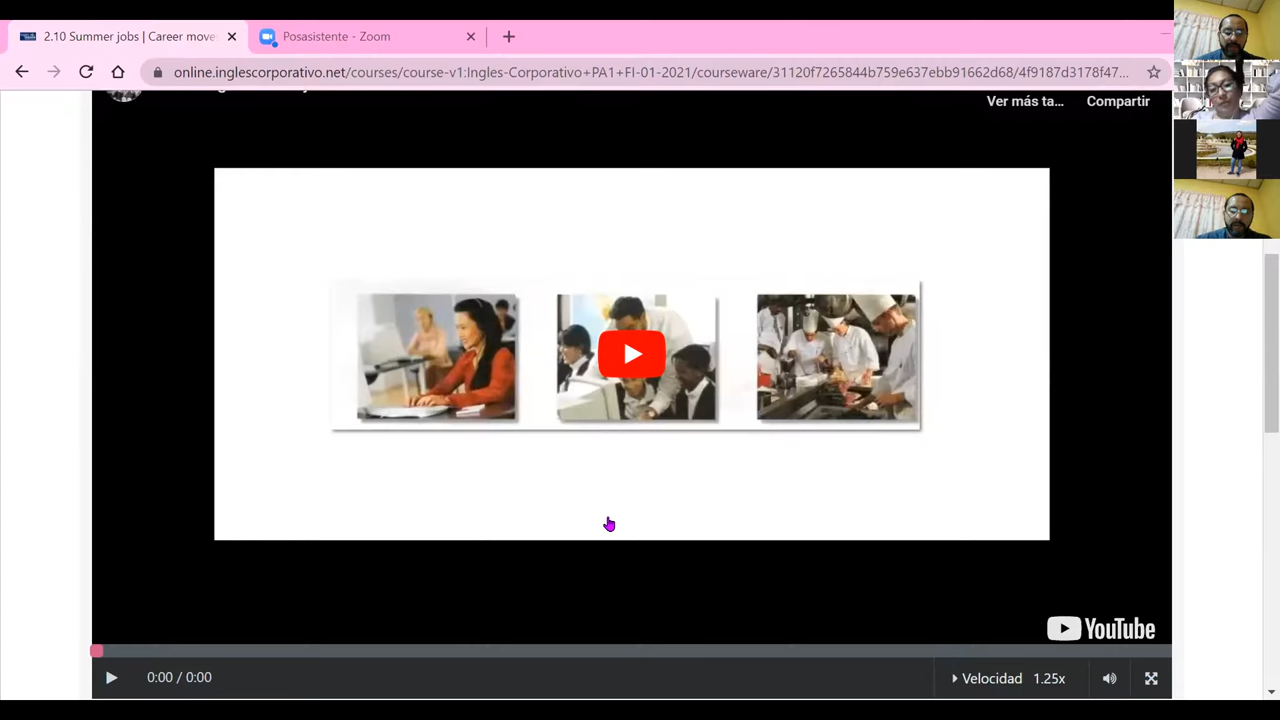 2.10 Summer jobs | Career move
Posasistente - Zoom
online.inglescorporativo.net/courses/course-v1:Ingles-Corporativo+PA1+FI-01-2021/courseware/31120f7265844b759e637ebb91662d68/4f9187d3178f47...
Ver más ta...
Compartir
YouTube
0:00 / 0:00
Velocidad 1.25x